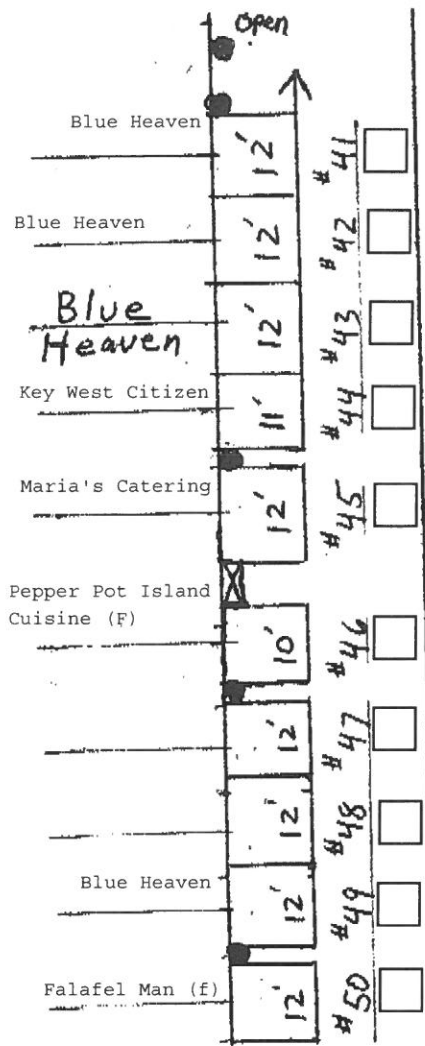 Open
Blue Heaven
12'
#41
Blue Heaven
12'
#42
Blue
Heaven
12'
#43
Key West Citizen
11'
#44
Maria's Catering
12'
#45
Pepper Pot Island
Cuisine (F)
10'
#46
12'
#47
12'
#48
Blue Heaven
12'
#49
Falafel Man (f)
12'
#50